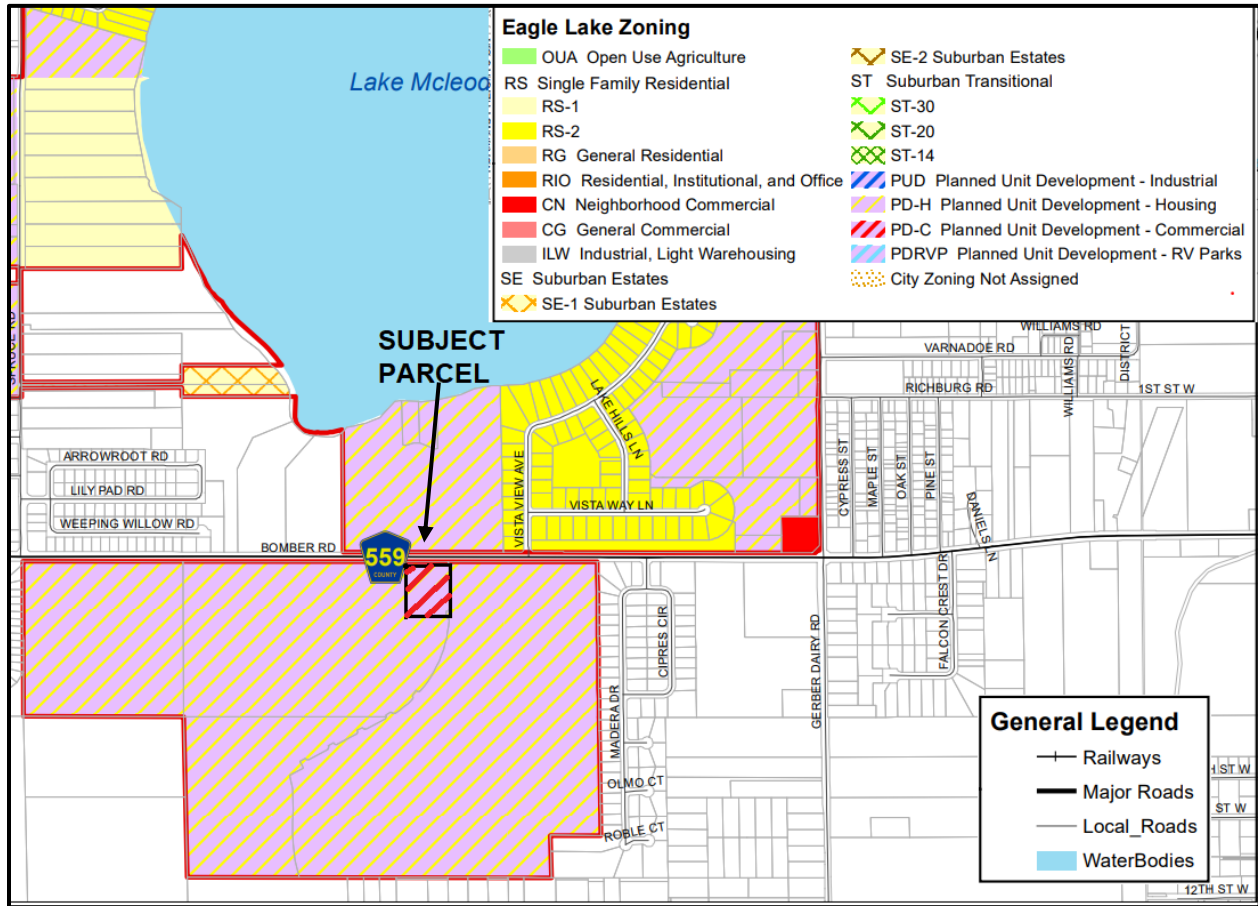 Eagle Lake Zoning
OUA Open Use Agriculture
RS Single Family Residential
RS-1
RS-2
RG General Residential
RIO Residential, Institutional, and Office
CN Neighborhood Commercial
CG General Commercial
ILW Industrial, Light Warehousing
SE Suburban Estates
SE-1 Suburban Estates
SE-2 Suburban Estates
ST Suburban Transitional
ST-30
ST-20
ST-14
PUD Planned Unit Development - Industrial
PD-H Planned Unit Development - Housing
PD-C Planned Unit Development - Commercial
PDRVP Planned Unit Development - RV Parks
City Zoning Not Assigned
Lake Mcleo
SUBJECT
PARCEL
WILLIAMS RD
VARNADOE RD
RICHBURG RD
WILLIAMS RD
DISTRICT
1ST ST W
LAKE HILLS LN
VISTA VIEW AVE
VISTA WAY LN
CYPRESS ST
MAPLE ST
OAK ST
PINE ST
DANIELS LN
ARROWROOT RD
LILY PAD RD
WEEPING WILLOW RD
BOMBER RD
559
COUNTY
CIPRES CIR
MADERA DR
GERBER DAIRY RD
FALCON CREST DR
OLMO CT
ROBLE CT
General Legend
Railways
Major Roads
Local_Roads
WaterBodies
H ST W
ST W
12TH ST W